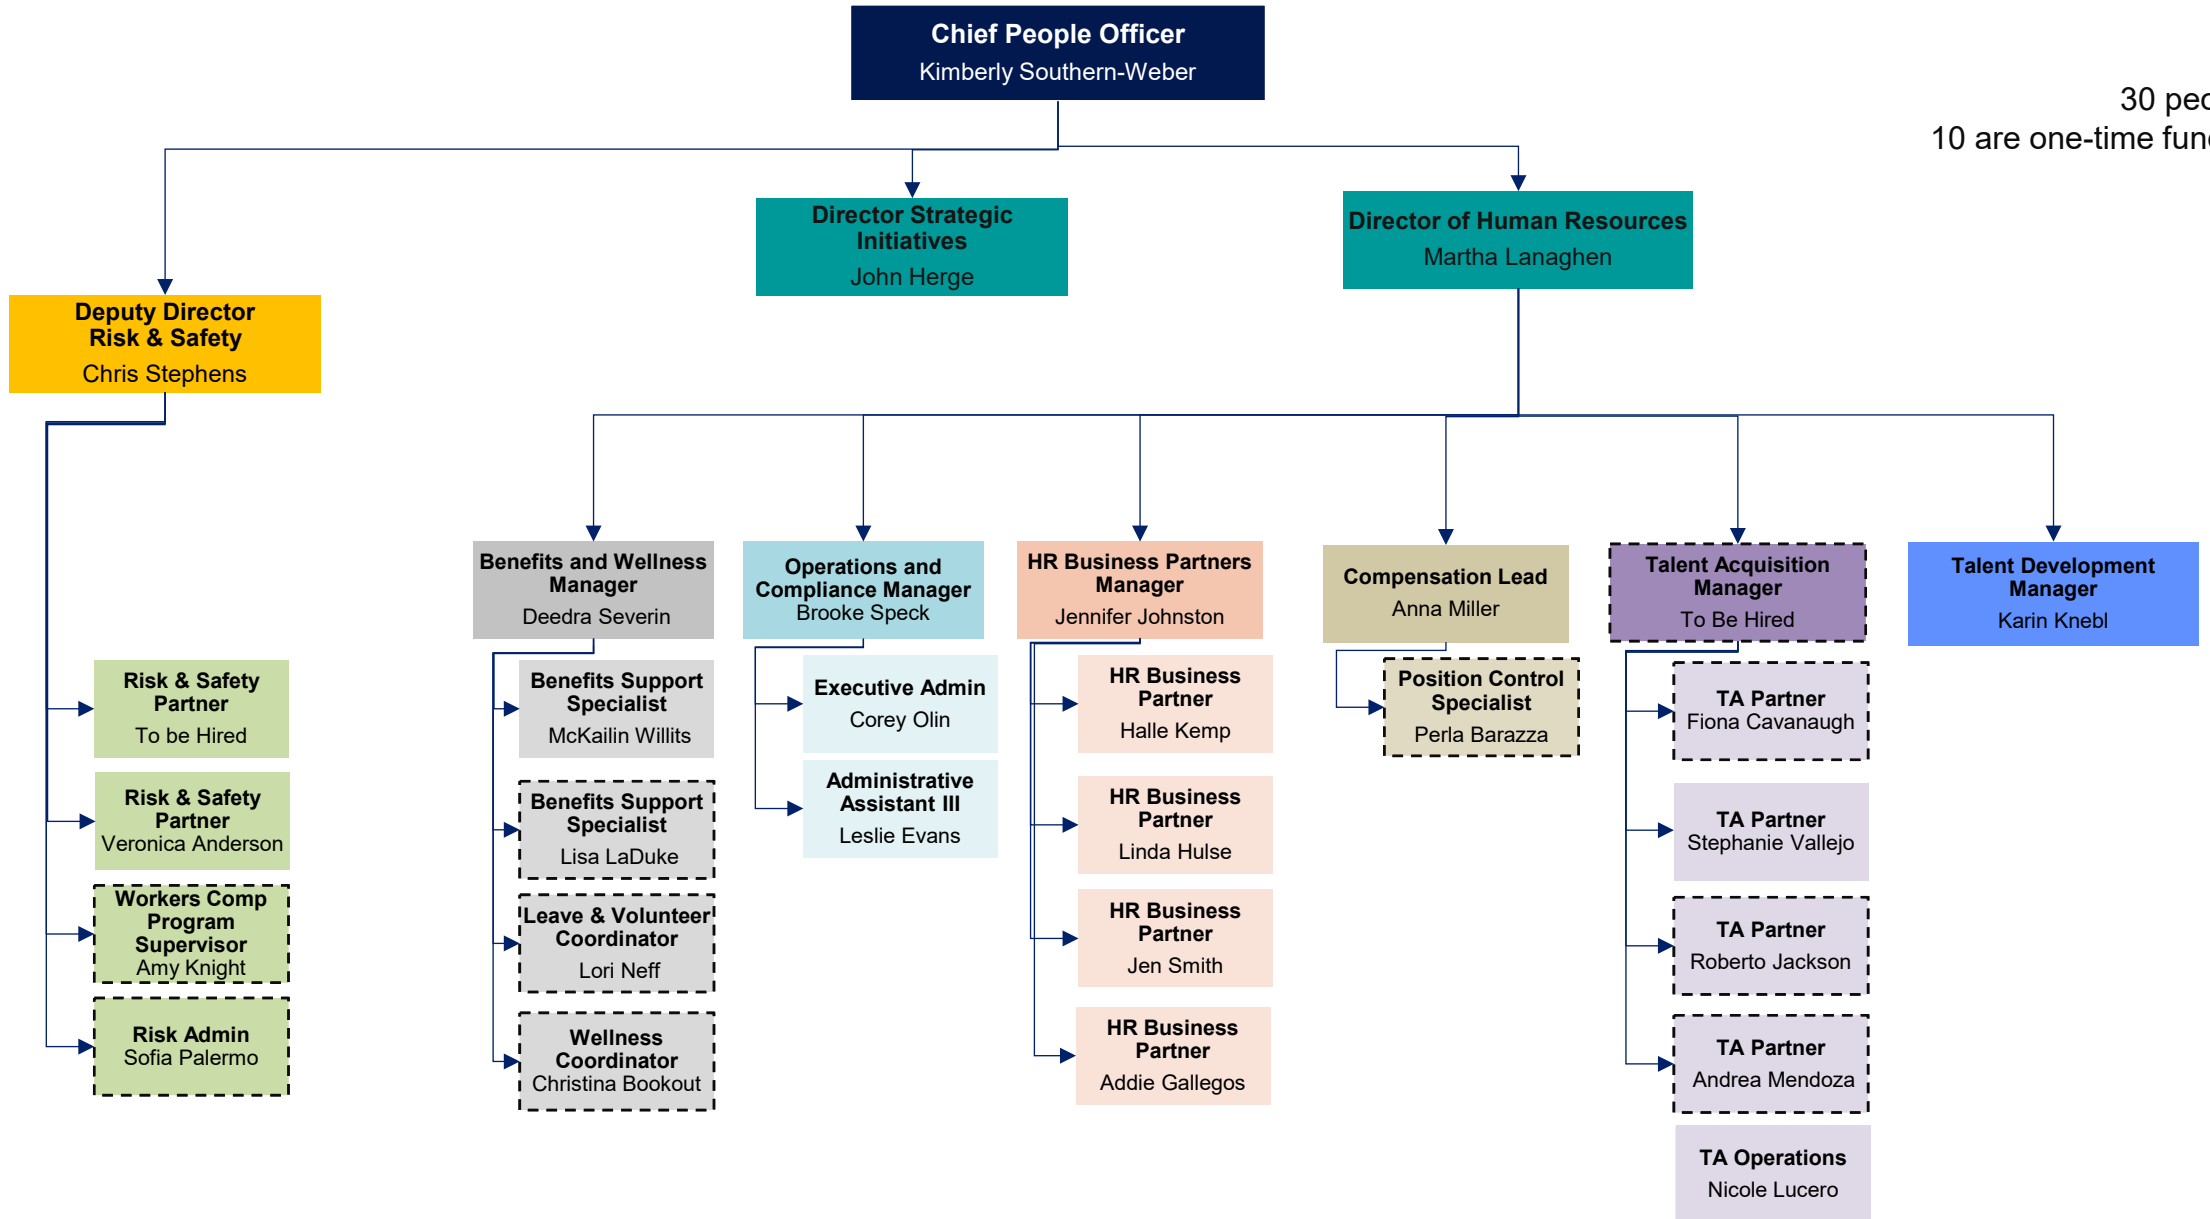 Chief People Officer
Kimberly Southern-Weber
30
10 are one-time
Director Strategic
Initiatives
John Herge
Director of Human Resources
Martha Lanaghen
Deputy Director
Risk & Safety
Chris Stephens
Benefits and Wellness
Manager
Deedra Severin
Operations and
Compliance Manager
Brooke Speck
HR Business Partners
Manager
Jennifer Johnston
Compensation Lead
Anna Miller
Talent Acquisition
Manager
To Be Hired
Talent Development
Manager
Karin Knebl
Risk & Safety
Partner
To be Hired
Risk & Safety
Partner
Veronica Anderson
Workers Comp
Program
Supervisor
Amy Knight
Risk Admin
Sofia Palermo
Benefits Support
Specialist
McKailin Willits
Benefits Support
Specialist
Lisa LaDuke
Leave & Volunteer
Coordinator
Lori Neff
Wellness
Coordinator
Christina Bookout
Executive Admin
Corey Olin
Administrative
Assistant III
Leslie Evans
HR Business
Partner
Halle Kemp
HR Business
Partner
Linda Hulse
HR Business
Partner
Jen Smith
HR Business
Partner
Addie Gallegos
Position Control
Specialist
Perla Barazza
TA Partner
Fiona Cavanaugh
TA Partner
Stephanie Vallejo
TA Partner
Roberto Jackson
TA Partner
Andrea Mendoza
TA Operations
Nicole Lucero